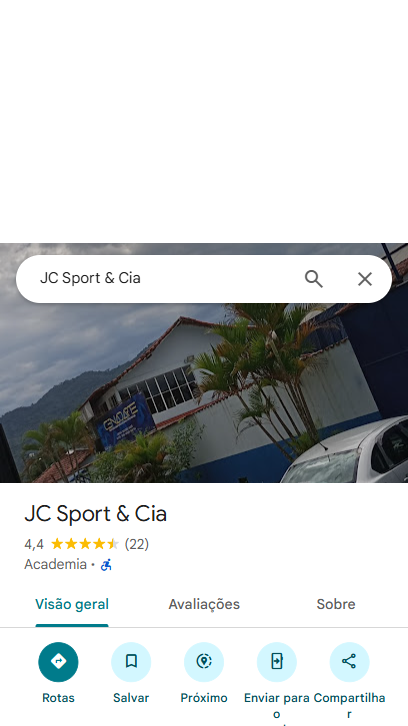 JC Sport & Cia
JC Sport & Cia
4,4 (22)
Academia •
Visão geral Avaliações Sobre
Rotas Salvar Próximo Enviar para o Compartilhar